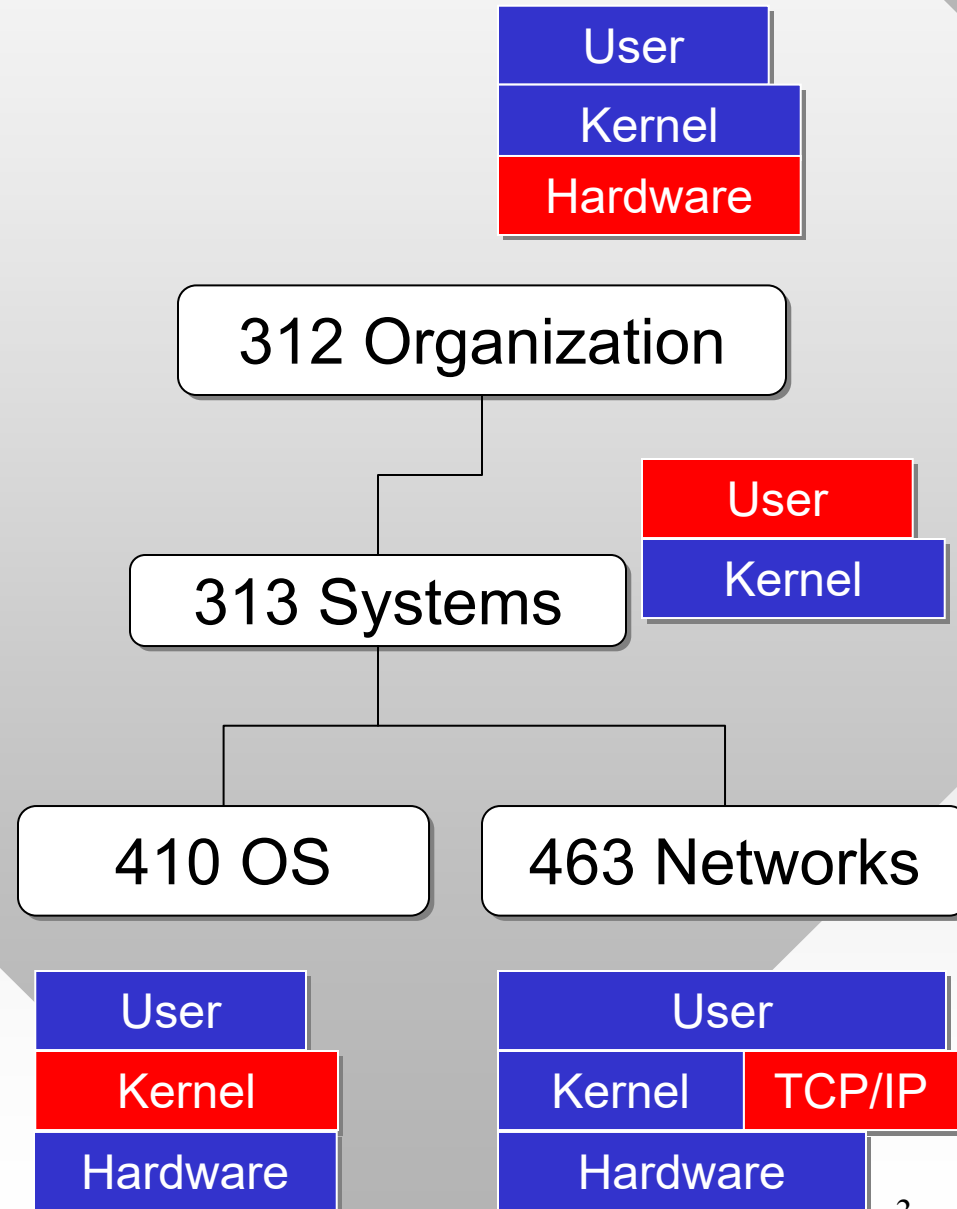 User
Kernel
Hardware
312 Organization
User
Kernel
313 Systems
410 OS
463 Networks
User
Kernel
Hardware
User
Kernel TCP/IP
Hardware